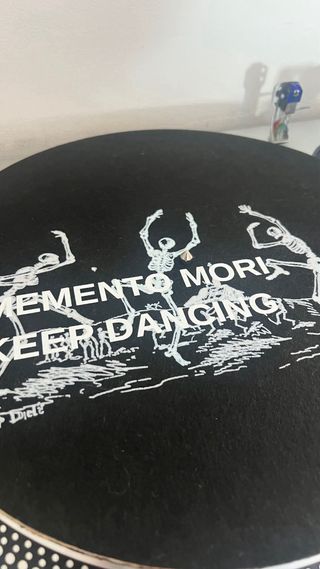 MEMENTO MORI,
KEEP DANCING